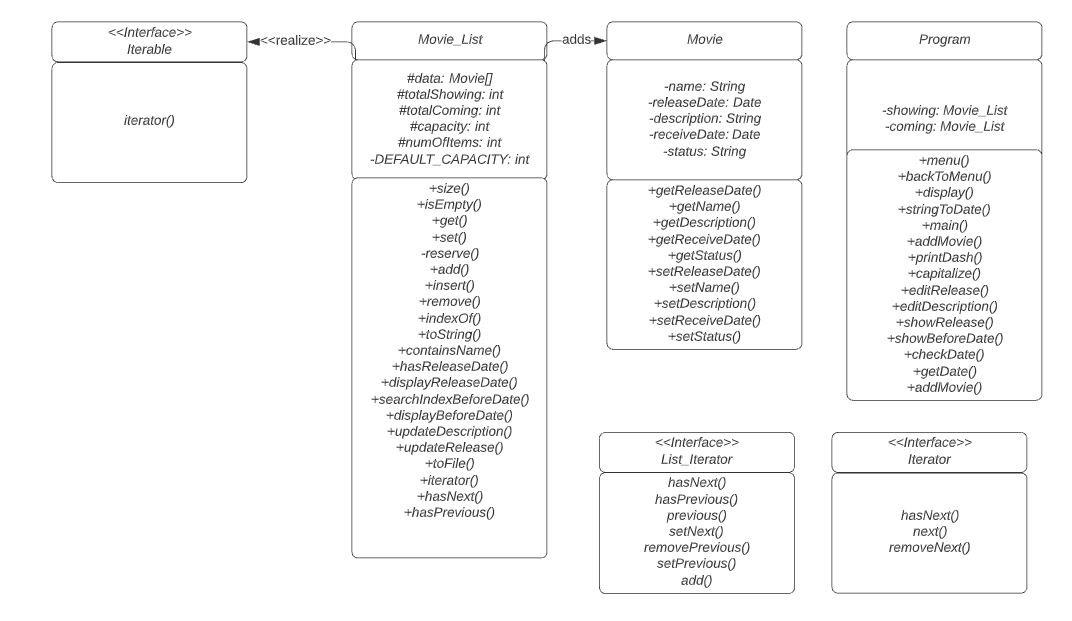 <<Interface>>
Iterable
iterator()
<<realize>>
Movie_List
#data: Movie[]
#totalShowing: int
#totalComing: int
#capacity: int
#numOfItems: int
-DEFAULT_CAPACITY: int
+size()
+isEmpty()
+get()
+set()
-reserve()
+add()
+insert()
+remove()
+indexOf()
+toString()
+containsName()
+hasReleaseDate()
+displayReleaseDate()
+searchIndexBeforeDate()
+displayBeforeDate()
+updateDescription()
+updateRelease()
+toFile()
+iterator()
+hasNext()
+hasPrevious()
adds
Movie
-name: String
-releaseDate: Date
-description: String
-receiveDate: Date
-status: String
+getReleaseDate()
+getName()
+getDescription()
+getReceiveDate()
+getStatus()
+setReleaseDate()
+setName()
+setDescription()
+setReceiveDate()
+setStatus()
Program
-showing: Movie_List
-coming: Movie_List
+menu()
+backToMenu()
+display()
+stringToDate()
+main()
+addMovie()
+printDash()
+capitalize()
+editRelease()
+editDescription()
+showRelease()
+showBeforeDate()
+checkDate()
+getDate()
+addMovie()
<<Interface>>
List_Iterator
hasNext()
hasPrevious()
previous()
setNext()
removePrevious()
setPrevious()
add()
<<Interface>>
Iterator
hasNext()
next()
removeNext()